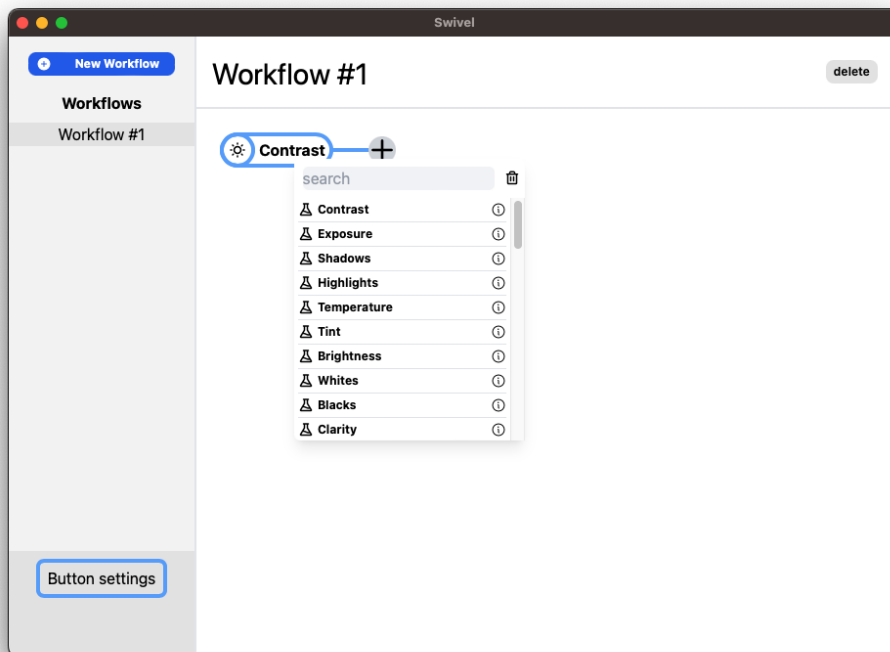 Swivel
New Workflow
Workflows
Workflow #1
Button settings
Workflow #1
delete
Contrast
search
Contrast
Exposure
Shadows
Highlights
Temperature
Tint
Brightness
Whites
Blacks
Clarity